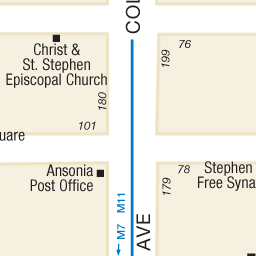 COL
Christ &
St. Stephen
Episcopal Church
76
199
180
101
uare
Ansonia
Post Office
78
Stephen
Free Syna
179
M7 M11
AVE